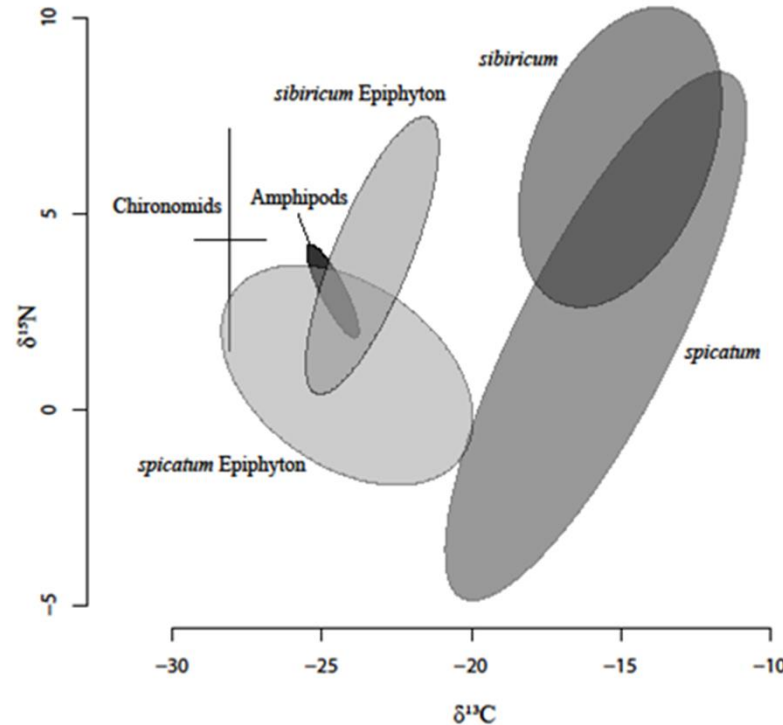 10
sibiricum
sibiricum Epiphyton
Chironomids
Amphipods
5
δ¹⁵N
spicatum
0
spicatum Epiphyton
−5
−30 −25 −20 −15 −10
δ¹³C